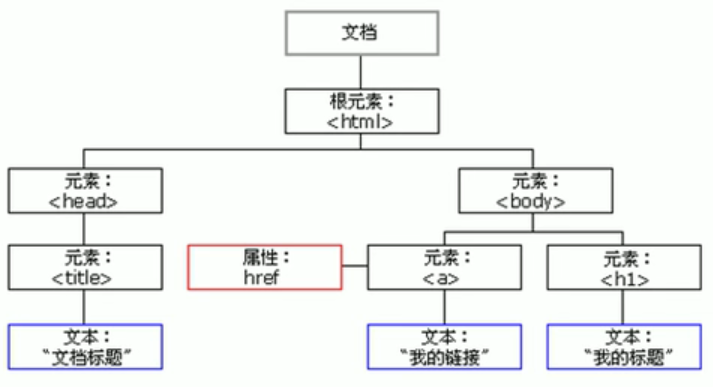 文档
根元素：
<html>
元素：
<head>
元素：
<body>
元素：
<title>
属性：
href
元素：
<a>
元素：
<h1>
文本：
“文档标题”
文本：
“我的链接”
文本：
“我的标题”